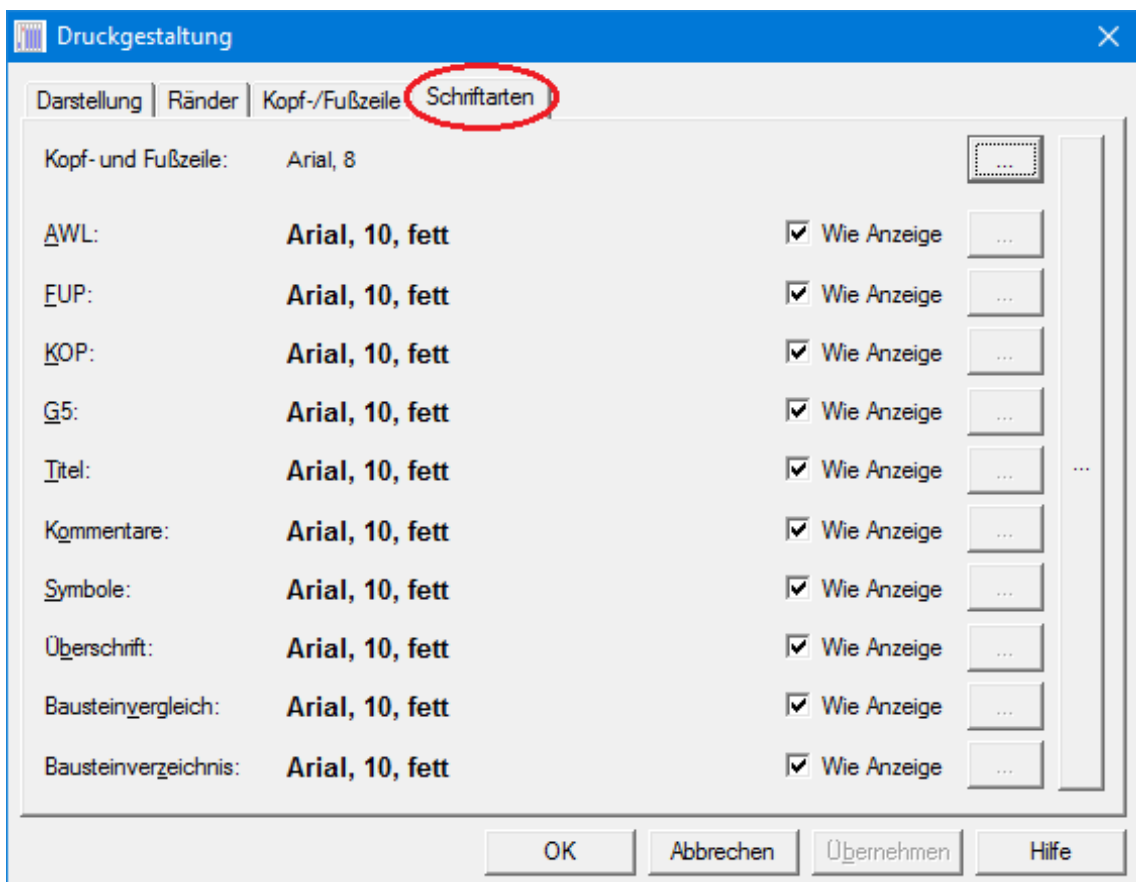 Druckgestaltung
Darstellung Ränder Kopf-/Fußzeile Schriftarten
Kopf- und Fußzeile: Arial, 8 ...
AWL: Arial, 10, fett Wie Anzeige ...
FUP: Arial, 10, fett Wie Anzeige ...
KOP: Arial, 10, fett Wie Anzeige ...
G5: Arial, 10, fett Wie Anzeige ...
Titel: Arial, 10, fett Wie Anzeige ... ...
Kommentare: Arial, 10, fett Wie Anzeige ...
Symbole: Arial, 10, fett Wie Anzeige ...
Überschrift: Arial, 10, fett Wie Anzeige ...
Bausteinvergleich: Arial, 10, fett Wie Anzeige ...
Bausteinverzeichnis: Arial, 10, fett Wie Anzeige ...
OK Abbrechen Übernehmen Hilfe